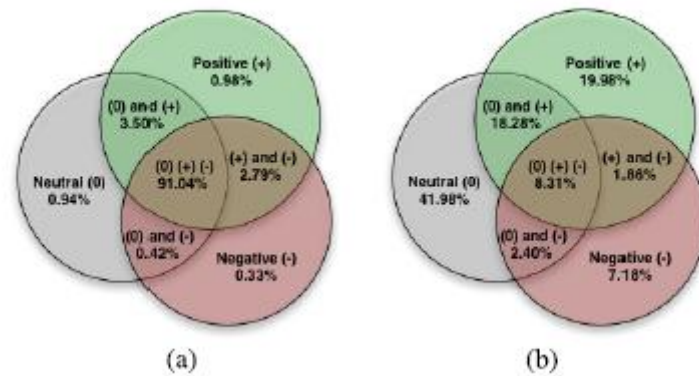 Positive (+)
0.98%
(0) and (+)
3.50%
(0) (+) (-)
91.04%
(+) and (-)
2.79%
Neutral (0)
0.94%
(0) and (-)
0.42%
Negative (-)
0.33%
(a)
Positive (+)
19.98%
(0) and (+)
18.28%
(0) (+) (-)
8.31%
(+) and (-)
1.86%
Neutral (0)
41.98%
(0) and (-)
2.40%
Negative (-)
7.18%
(b)